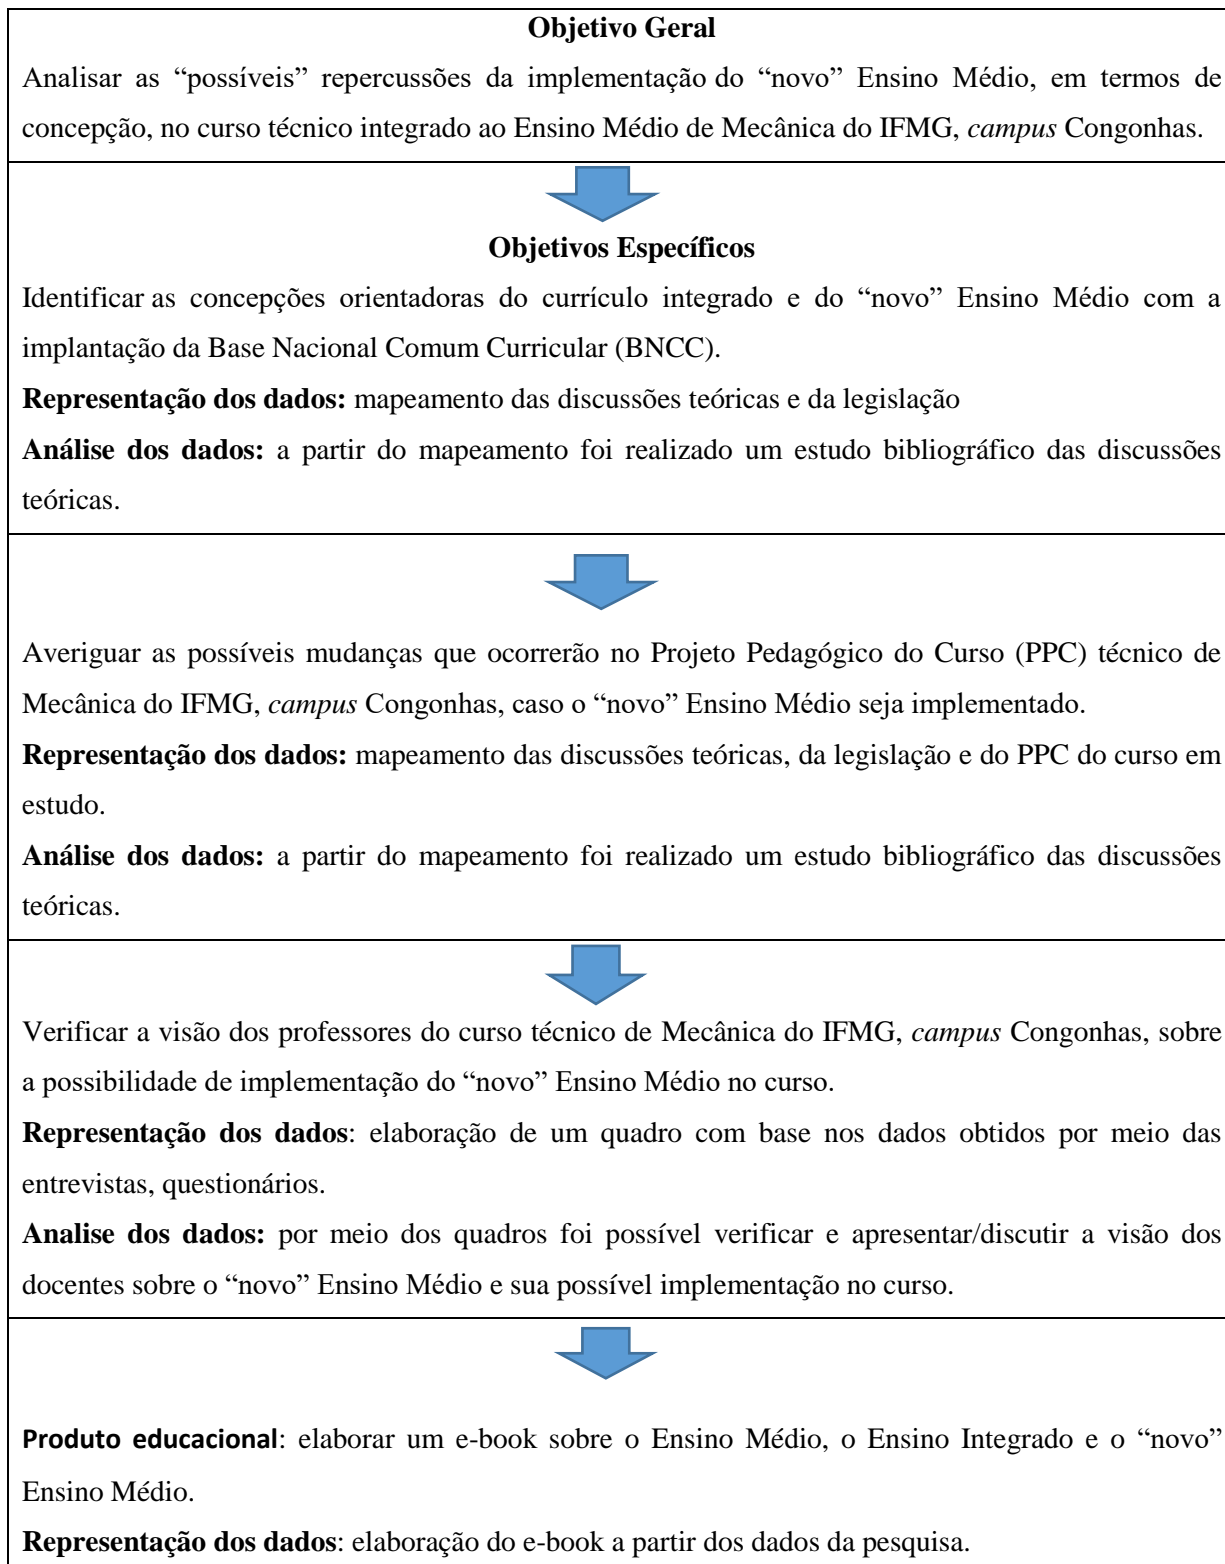 Objetivo Geral
Analisar as “possíveis” repercussões da implementação do “novo” Ensino Médio, em termos de
concepção, no curso técnico integrado ao Ensino Médio de Mecânica do IFMG, campus Congonhas.
Objetivos Específicos
Identificar as concepções orientadoras do currículo integrado e do “novo” Ensino Médio com a
implantação da Base Nacional Comum Curricular (BNCC).
Representação dos dados: mapeamento das discussões teóricas e da legislação
Análise dos dados: a partir do mapeamento foi realizado um estudo bibliográfico das discussões
teóricas.
Averiguar as possíveis mudanças que ocorrerão no Projeto Pedagógico do Curso (PPC) técnico de
Mecânica do IFMG, campus Congonhas, caso o “novo” Ensino Médio seja implementado.
Representação dos dados: mapeamento das discussões teóricas, da legislação e do PPC do curso em
estudo.
Análise dos dados: a partir do mapeamento foi realizado um estudo bibliográfico das discussões
teóricas.
Verificar a visão dos professores do curso técnico de Mecânica do IFMG, campus Congonhas, sobre
a possibilidade de implementação do “novo” Ensino Médio no curso.
Representação dos dados: elaboração de um quadro com base nos dados obtidos por meio das
entrevistas, questionários.
Analise dos dados: por meio dos quadros foi possível verificar e apresentar/discutir a visão dos
docentes sobre o “novo” Ensino Médio e sua possível implementação no curso.
Produto educacional: elaborar um e-book sobre o Ensino Médio, o Ensino Integrado e o “novo”
Ensino Médio.
Representação dos dados: elaboração do e-book a partir dos dados da pesquisa.